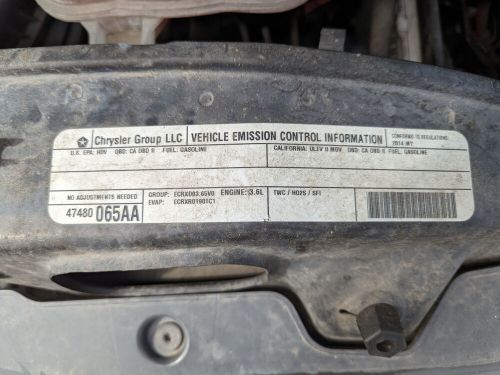 Chrysler Group LLC VEHICLE EMISSION CONTROL INFORMATION CONFORMS TO REGULATIONS:
2014 MY
U.S. EPA: HDV OBD: CA OBD II FUEL: GASOLINE CALIFORNIA: ULEV II MDV OBD: CA OBD II FUEL: GASOLINE
NO ADJUSTMENTS NEEDED GROUP: ECRX003.65V0 ENGINE: 3.6L TWC / HO2S / SFI
47480 065AA EVAP: ECRXR0190GC1